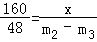 160/48 = x/(m₂ − m₃)